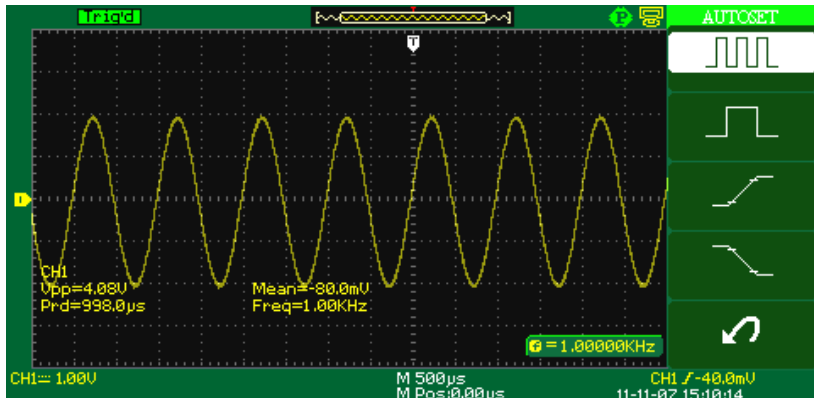 Trig'd P AUTOSET
T
1
CH1
Vpp=4.08V Mean=-80.0mV
Prd=998.0µs Freq=1.00KHz
f = 1.00000KHz
CH1 1.00V M 500µs CH1 -40.0mV
M Pos:0.00µs 11-11-07 15:10:14